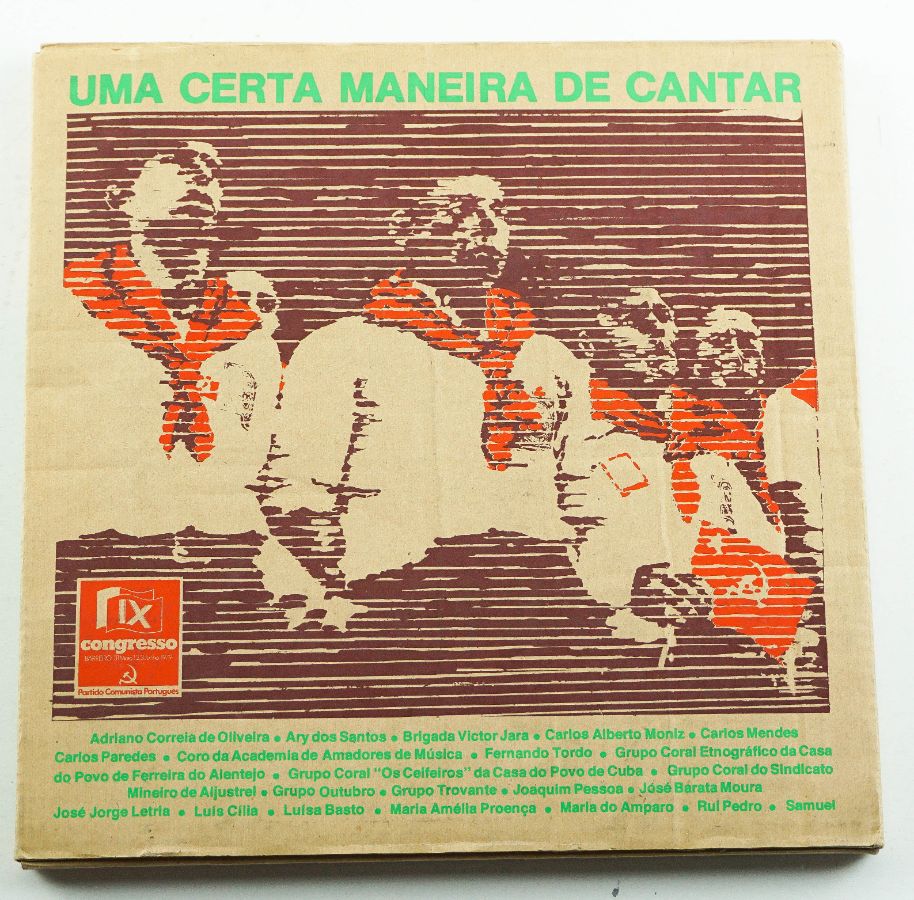 UMA CERTA MANEIRA DE CANTAR
IX
congresso
Partido Comunista Português
Adriano Correia de Oliveira • Ary dos Santos • Brigada Victor Jara • Carlos Alberto Moniz • Carlos Mendes
Carlos Paredes • Coro da Academia de Amadores de Música • Fernando Tordo • Grupo Coral Etnográfico da Casa
do Povo de Ferreira do Alentejo • Grupo Coral "Os Ceifeiros" da Casa do Povo de Cuba • Grupo Coral do Sindicato
Mineiro de Aljustrel • Grupo Outubro • Grupo Trovante • Joaquim Pessoa • José Bárata Moura
José Jorge Letria • Luis Cília • Luísa Basto • Maria Amélia Proença • Maria do Amparo • Rui Pedro • Samuel